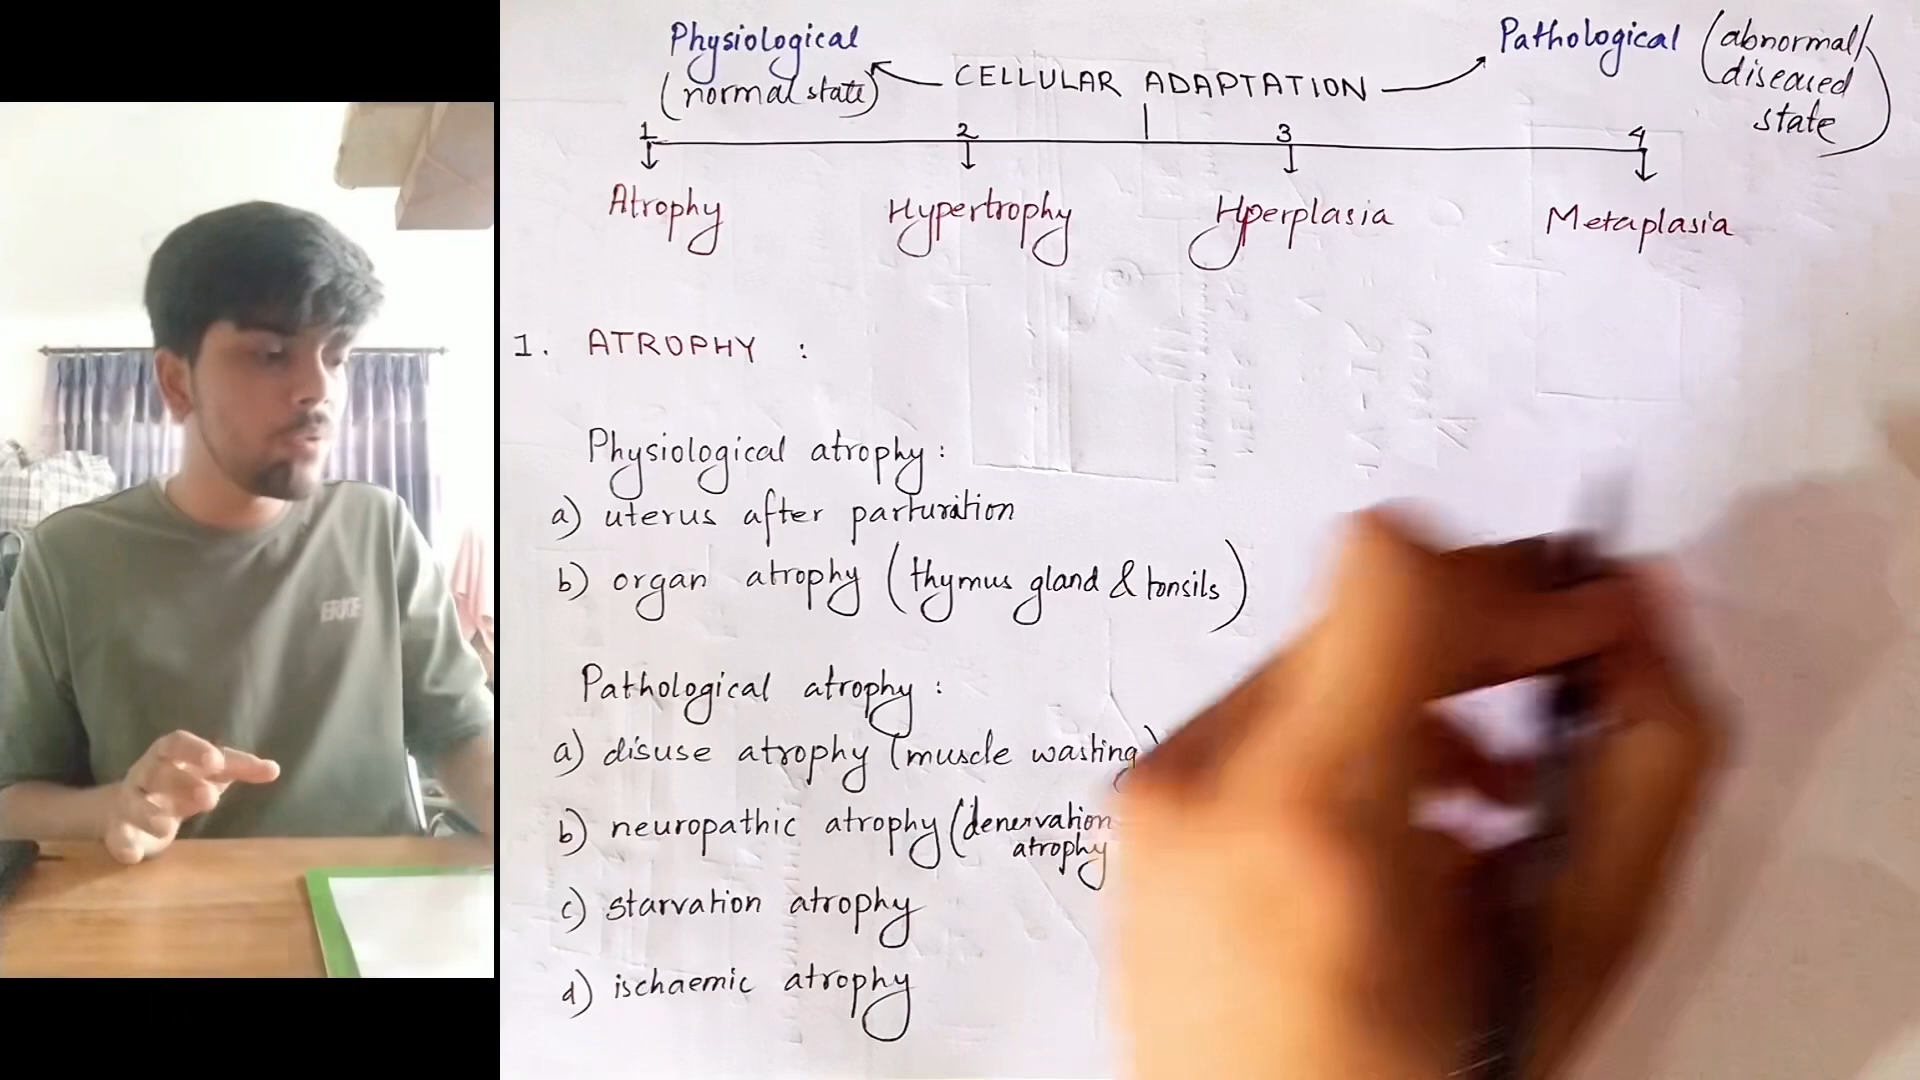 Physiological
(normal state)
CELLULAR ADAPTATION
Pathological (abnormal/
diseased
state)
1
2
3
4
Atrophy
Hypertrophy
Hperplasia
Metaplasia
1. ATROPHY :
Physiological atrophy :
a) uterus after parturition
b) organ atrophy (thymus gland & tonsils)
Pathological atrophy :
a) disuse atrophy (muscle wasting)
b) neuropathic atrophy (denervation
atrophy
c) starvation atrophy
d) ischaemic atrophy